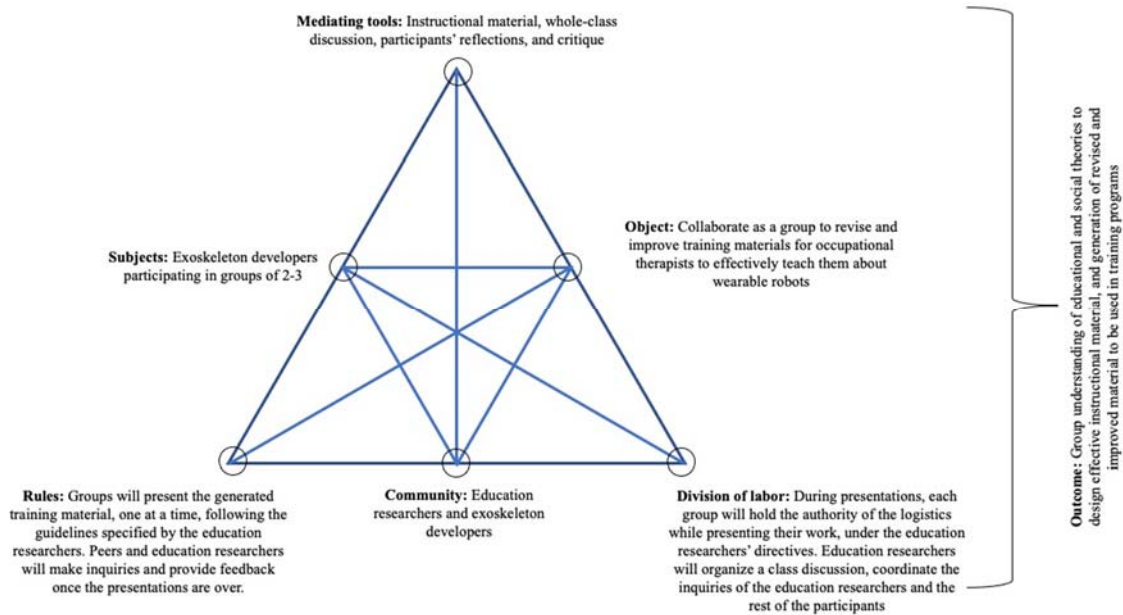 Mediating tools: Instructional material, whole-class
discussion, participants' reflections, and critique
Subjects: Exoskeleton developers
participating in groups of 2-3
Object: Collaborate as a group to revise and
improve training materials for occupational
therapists to effectively teach them about
wearable robots
Rules: Groups will present the generated
training material, one at a time, following the
guidelines specified by the education
researchers. Peers and education researchers
will make inquiries and provide feedback
once the presentations are over.
Community: Education
researchers and exoskeleton
developers
Division of labor: During presentations, each
group will hold the authority of the logistics
while presenting their work, under the education
researchers' directives. Education researchers
will organize a class discussion, coordinate the
inquiries of the education researchers and the
rest of the participants
Outcome: Group understanding of educational and social theories to
design effective instructional material, and generation of revised and
improved material to be used in training programs